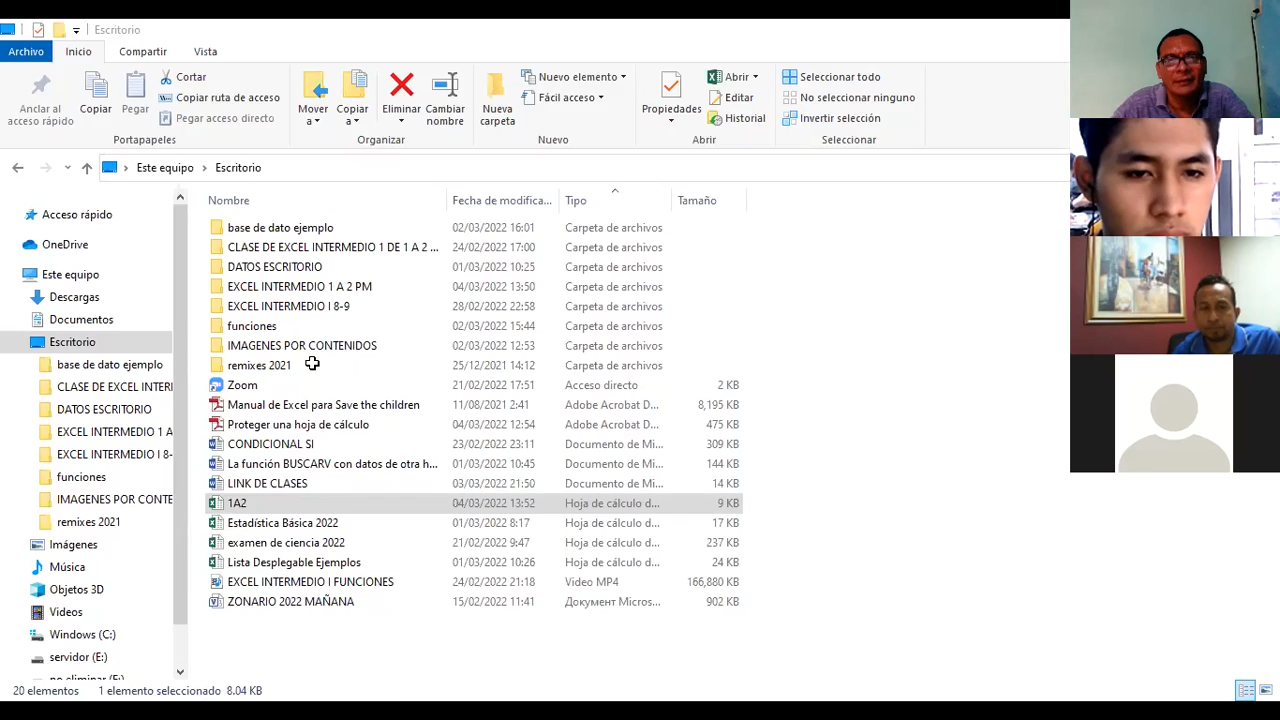 Escritorio
Archivo Inicio Compartir Vista
Anclar al acceso rápido
Copiar
Pegar
Cortar
Copiar ruta de acceso
Pegar acceso directo
Portapapeles
Mover a
Copiar a
Eliminar
Cambiar nombre
Organizar
Nueva carpeta
Nuevo elemento
Fácil acceso
Nuevo
Propiedades
Abrir
Editar
Historial
Abrir
Seleccionar todo
No seleccionar ninguno
Invertir selección
Seleccionar
Este equipo > Escritorio
Acceso rápido
OneDrive
Este equipo
Descargas
Documentos
Escritorio
base de dato ejemplo
CLASE DE EXCEL INTERI
DATOS ESCRITORIO
EXCEL INTERMEDIO 1 A
EXCEL INTERMEDIO I 8-
funciones
IMAGENES POR CONTE
remixes 2021
Imágenes
Música
Objetos 3D
Videos
Windows (C:)
servidor (E:)
no eliminar (F:)
Nombre Fecha de modifica... Tipo Tamaño
base de dato ejemplo 02/03/2022 16:01 Carpeta de archivos
CLASE DE EXCEL INTERMEDIO 1 DE 1 A 2 ... 24/02/2022 17:00 Carpeta de archivos
DATOS ESCRITORIO 01/03/2022 10:25 Carpeta de archivos
EXCEL INTERMEDIO 1 A 2 PM 04/03/2022 13:50 Carpeta de archivos
EXCEL INTERMEDIO I 8-9 28/02/2022 22:58 Carpeta de archivos
funciones 02/03/2022 15:44 Carpeta de archivos
IMAGENES POR CONTENIDOS 02/03/2022 12:53 Carpeta de archivos
remixes 2021 25/12/2021 14:12 Carpeta de archivos
Zoom 21/02/2022 17:51 Acceso directo 2 KB
Manual de Excel para Save the children 11/08/2021 2:41 Adobe Acrobat D... 8,195 KB
Proteger una hoja de cálculo 04/03/2022 12:54 Adobe Acrobat D... 475 KB
CONDICIONAL SI 23/02/2022 23:11 Documento de Mi... 309 KB
La función BUSCARV con datos de otra h... 01/03/2022 10:45 Documento de Mi... 144 KB
LINK DE CLASES 03/03/2022 21:50 Documento de Mi... 14 KB
1A2 04/03/2022 13:52 Hoja de cálculo d... 9 KB
Estadística Básica 2022 01/03/2022 8:17 Hoja de cálculo d... 17 KB
examen de ciencia 2022 21/02/2022 9:47 Hoja de cálculo d... 237 KB
Lista Desplegable Ejemplos 01/03/2022 10:26 Hoja de cálculo d... 24 KB
EXCEL INTERMEDIO I FUNCIONES 24/02/2022 21:18 Video MP4 166,880 KB
ZONARIO 2022 MAÑANA 15/02/2022 11:41 Документ Micros... 902 KB
20 elementos 1 elemento seleccionado 8.04 KB